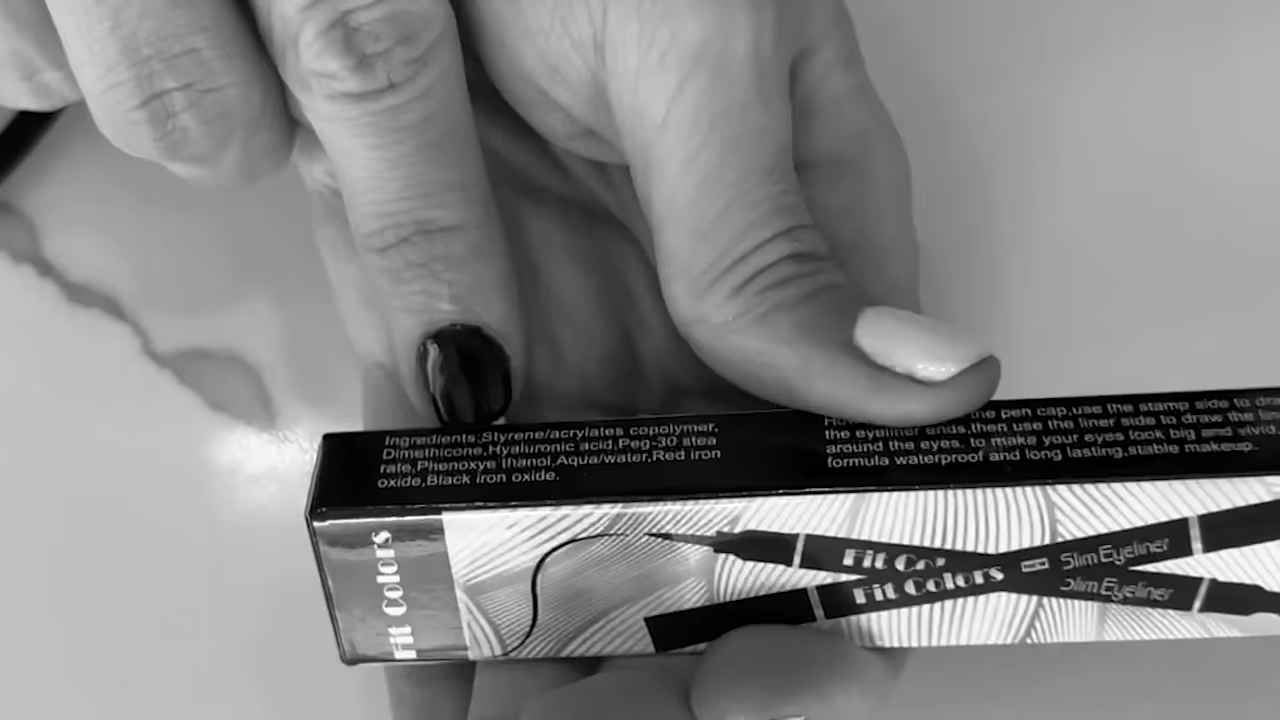 Ingredients:Styrene/acrylates copolymer,
Dimethicone,Hyaluronic acid,Peg-30 stea
rate,Phenoxye thanol,Aqua/water,Red iron
oxide,Black iron oxide.
the pen cap,use the stamp side to
the eyeliner ends,then use the liner side to draw the
around the eyes. to make your eyes look big and vivid.
formula waterproof and long lasting,stable makeup.
Fit Colors
Fit
Slim Eyeliner
Fit Colors NEW
Slim Eyeliner